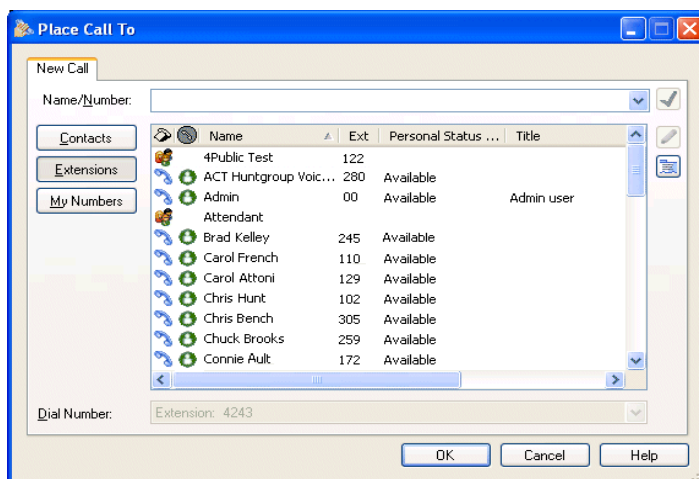 Place Call To
New Call
Name/Number:
Contacts
Extensions
My Numbers
Name Ext Personal Status ... Title
4Public Test 122
ACT Huntgroup Voic... 280 Available
Admin 00 Available Admin user
Attendant
Brad Kelley 245 Available
Carol French 110 Available
Carol Attoni 129 Available
Chris Hunt 102 Available
Chris Bench 305 Available
Chuck Brooks 259 Available
Connie Ault 172 Available
Dial Number: Extension: 4243
OK Cancel Help